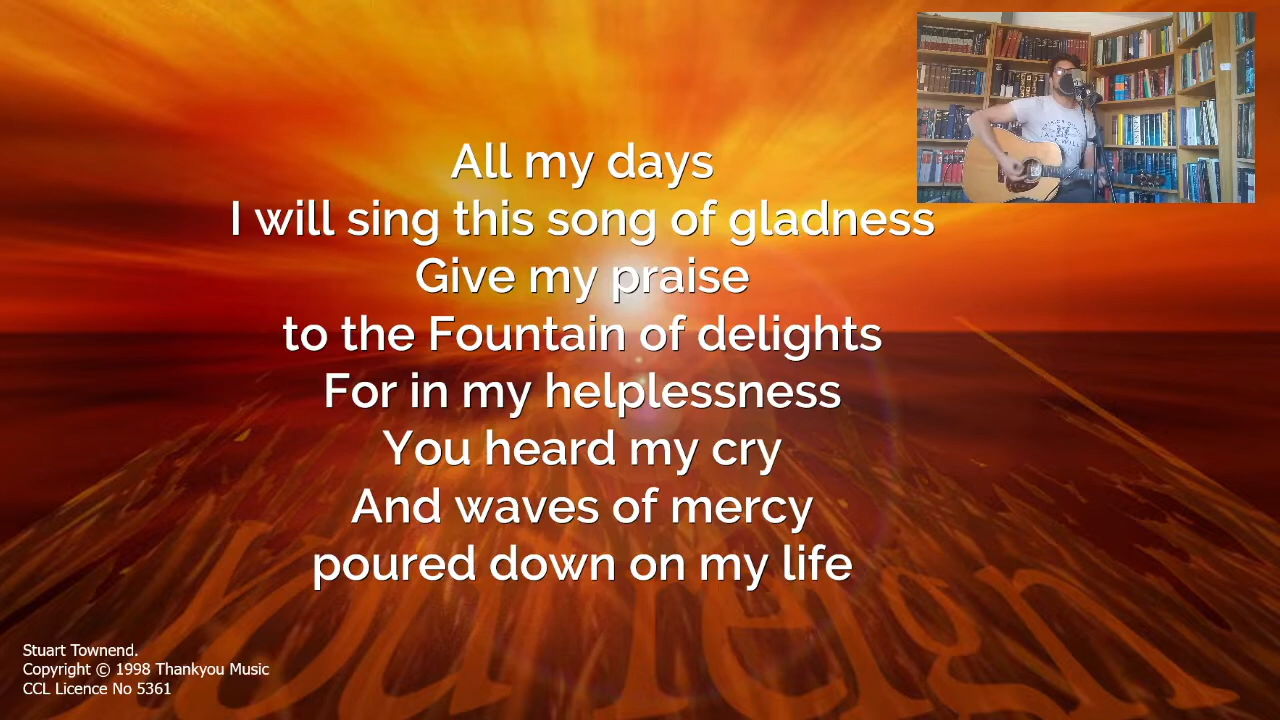 All my days
I will sing this song of gladness
Give my praise
to the Fountain of delights
For in my helplessness
You heard my cry
And waves of mercy
poured down on my life
You reign
Stuart Townend.
Copyright © 1998 Thankyou Music
CCL Licence No 5361